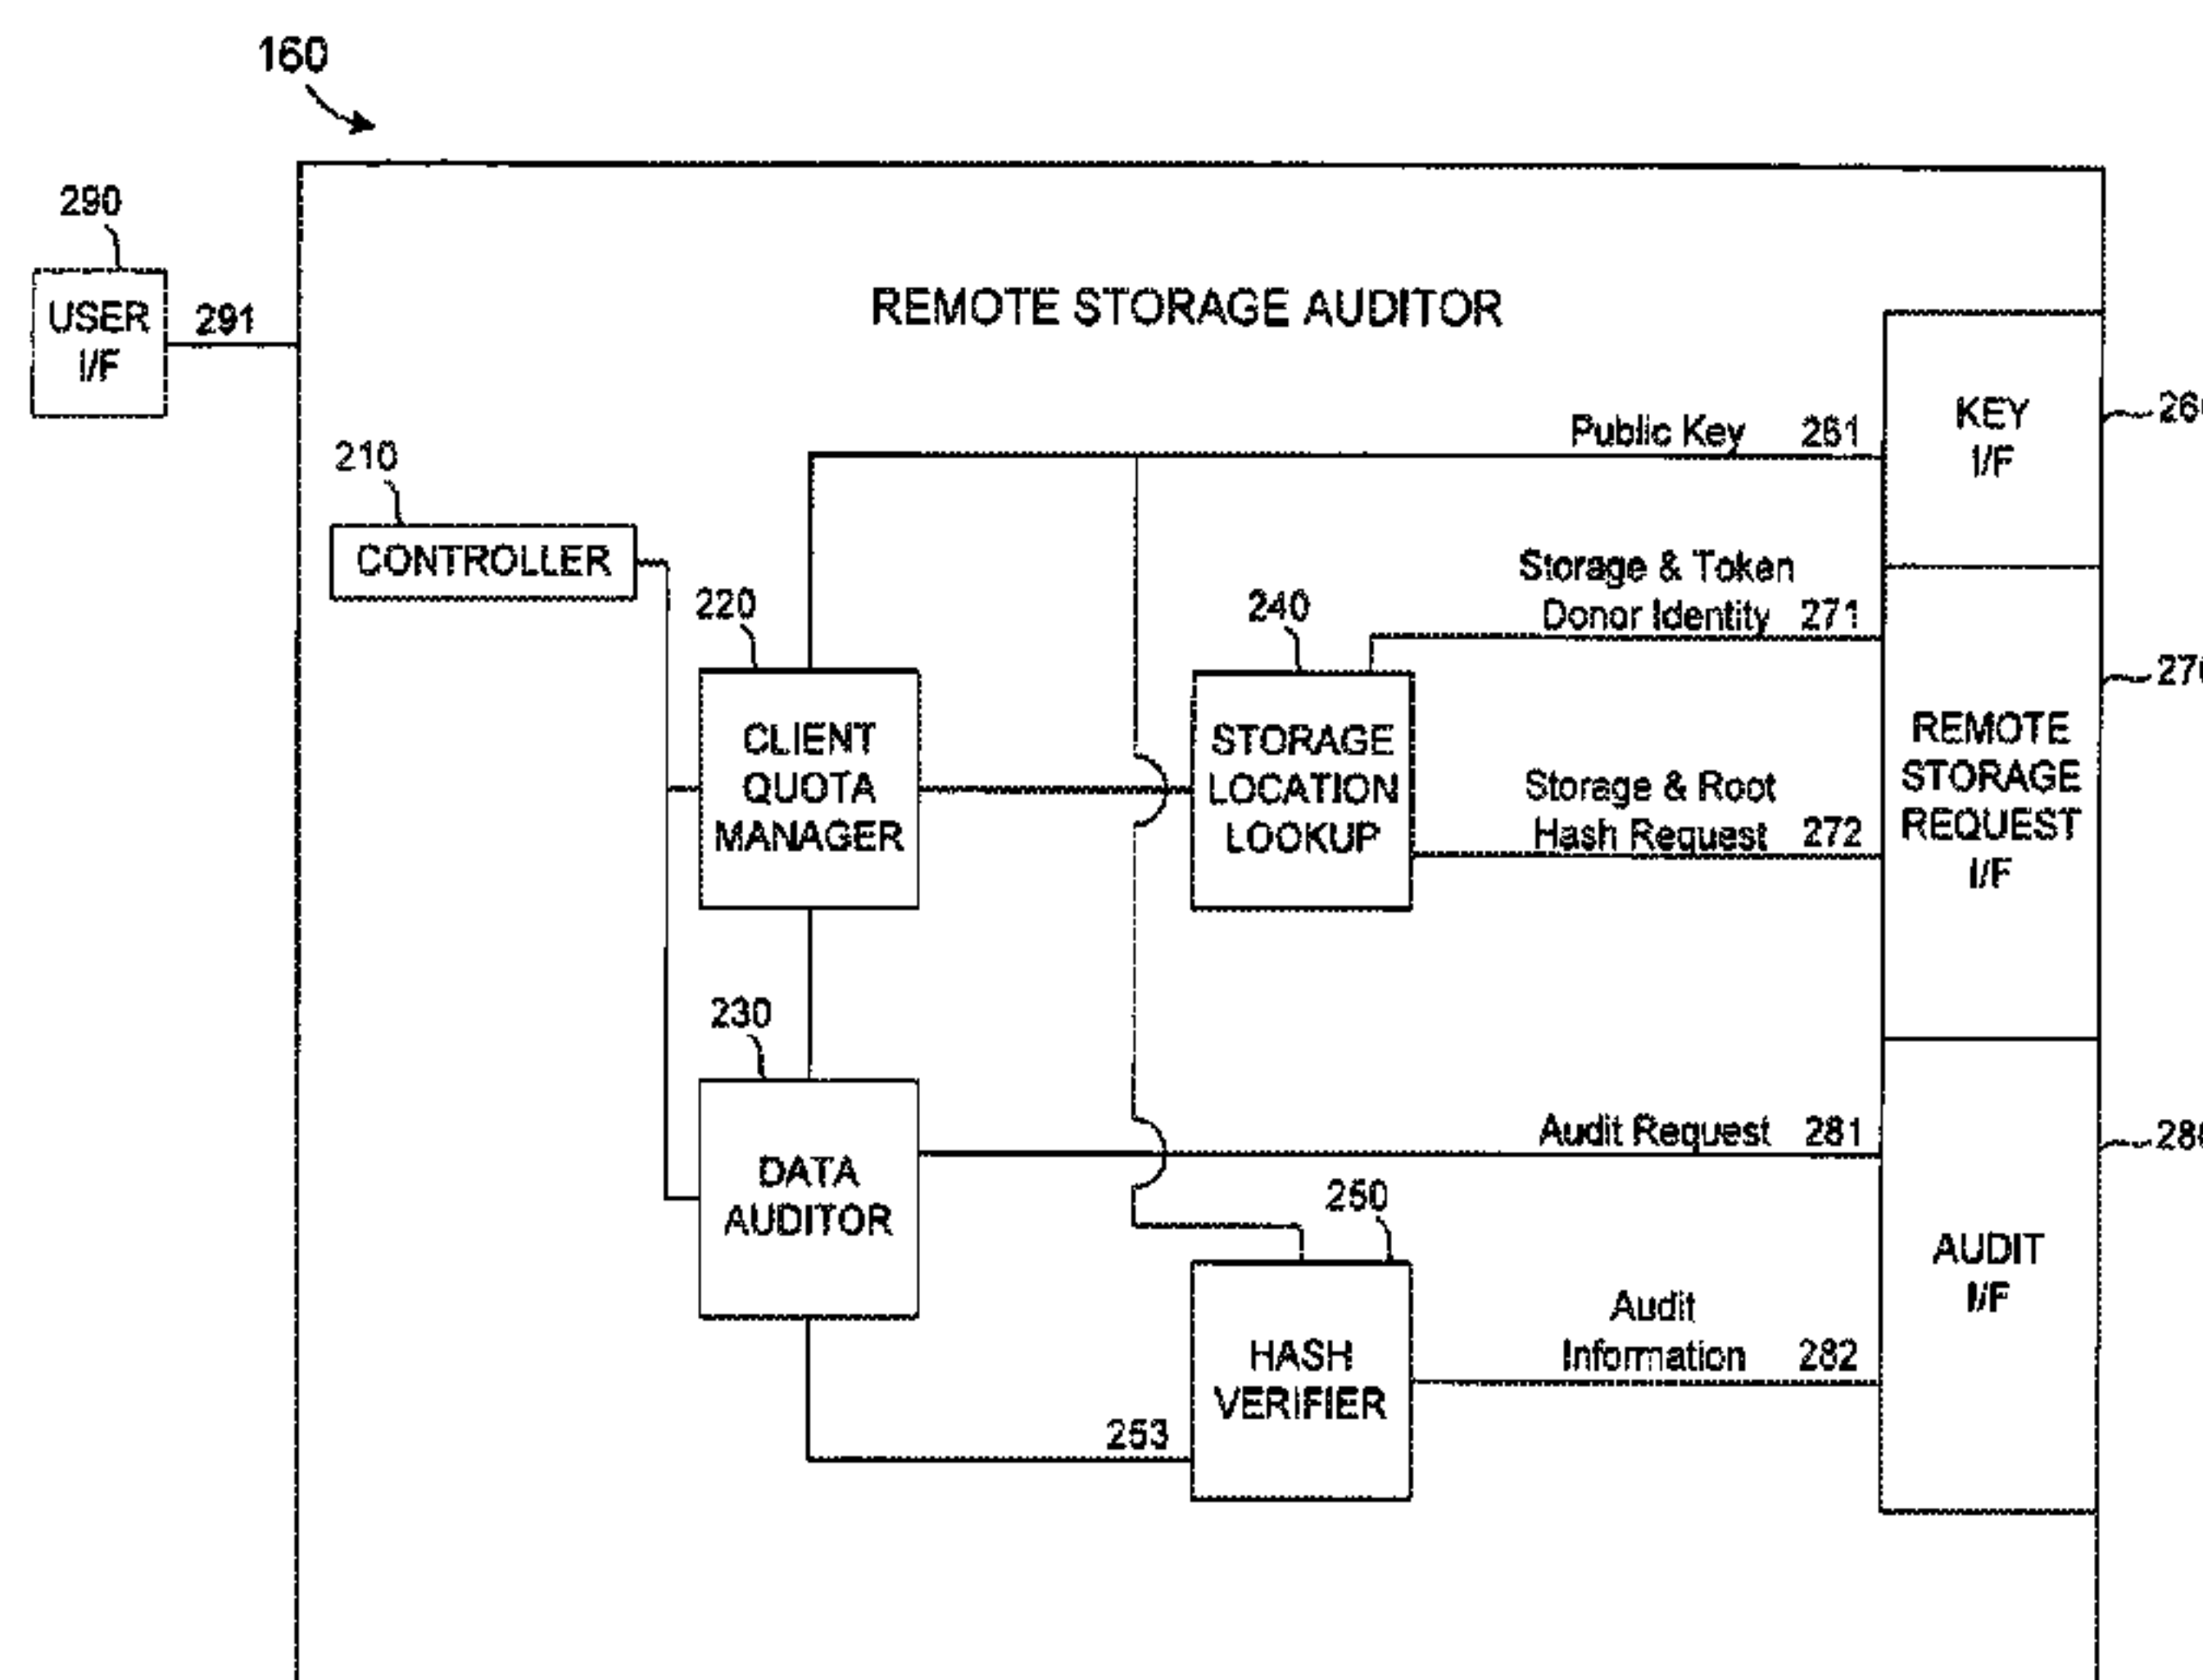 160
290
USER
I/F
291
REMOTE STORAGE AUDITOR
KEY
I/F
Public Key 261
210
CONTROLLER
Storage & Token
Donor Identity 271
220
240
CLIENT
QUOTA
MANAGER
STORAGE
LOCATION
LOOKUP
Storage & Root
Hash Request 272
REMOTE
STORAGE
REQUEST
I/F
230
DATA
AUDITOR
Audit Request 281
250
HASH
VERIFIER
Audit
Information 282
AUDIT
I/F
253